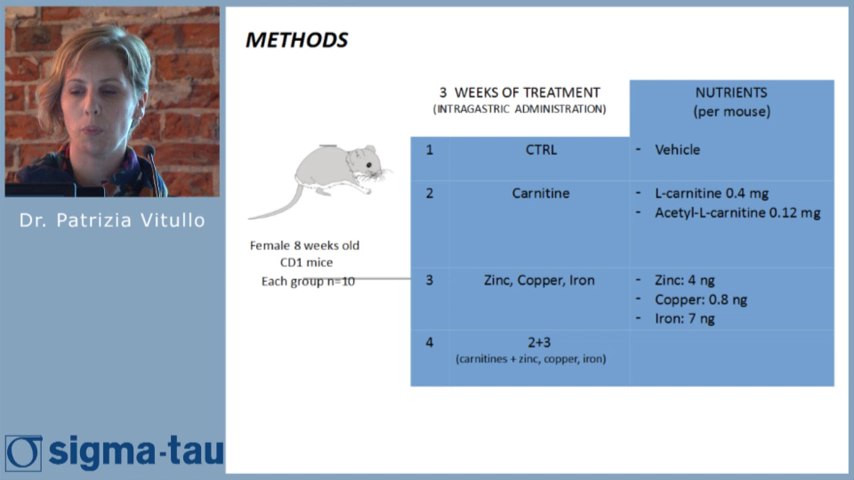 METHODS
3 WEEKS OF TREATMENT
(INTRAGASTRIC ADMINISTRATION)
NUTRIENTS
(per mouse)
1 CTRL - Vehicle
2 Carnitine - L-carnitine 0.4 mg
- Acetyl-L-carnitine 0.12 mg
Dr. Patrizia Vitullo
Female 8 weeks old
CD1 mice
Each group n=10
3 Zinc, Copper, Iron - Zinc: 4 ng
- Copper: 0.8 ng
- Iron: 7 ng
4 2+3
(carnitines + zinc, copper, iron)
sigma-tau